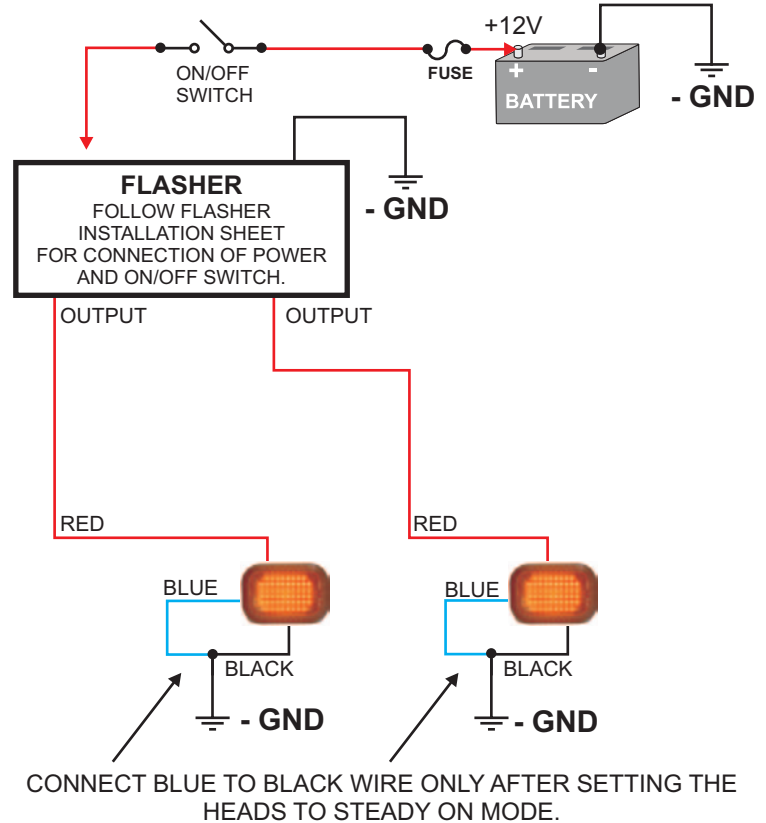 +12V
ON/OFF
SWITCH
FUSE
+ -
BATTERY
- GND
FLASHER
FOLLOW FLASHER
INSTALLATION SHEET
FOR CONNECTION OF POWER
AND ON/OFF SWITCH.
- GND
OUTPUT
OUTPUT
RED
RED
BLUE
BLUE
BLACK
BLACK
- GND
- GND
CONNECT BLUE TO BLACK WIRE ONLY AFTER SETTING THE
HEADS TO STEADY ON MODE.